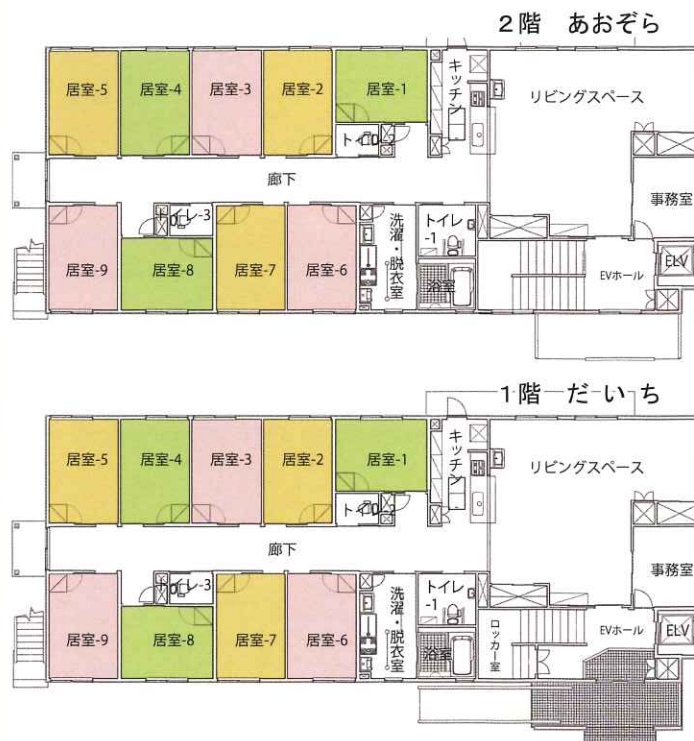 2階 あおぞら
居室-5
居室-4
居室-3
居室-2
居室-1
キッチン
リビングスペース
トイレ-2
廊下
事務室
トイレ-3
居室-9
居室-8
居室-7
居室-6
洗濯・脱衣室
トイレ
-1
浴室
EVホール
ELV
1階 だいち
居室-5
居室-4
居室-3
居室-2
居室-1
キッチン
リビングスペース
トイレ-2
廊下
事務室
トイレ-3
居室-9
居室-8
居室-7
居室-6
洗濯・脱衣室
トイレ
-1
浴室
ロッカー室
EVホール
ELV